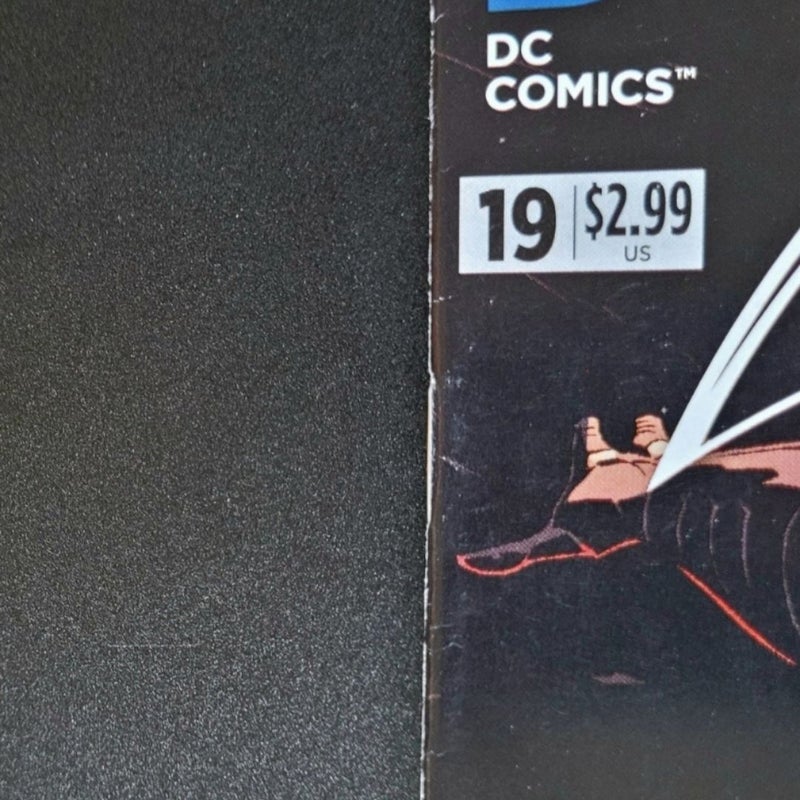 DC
COMICS™
19 $2.99
US